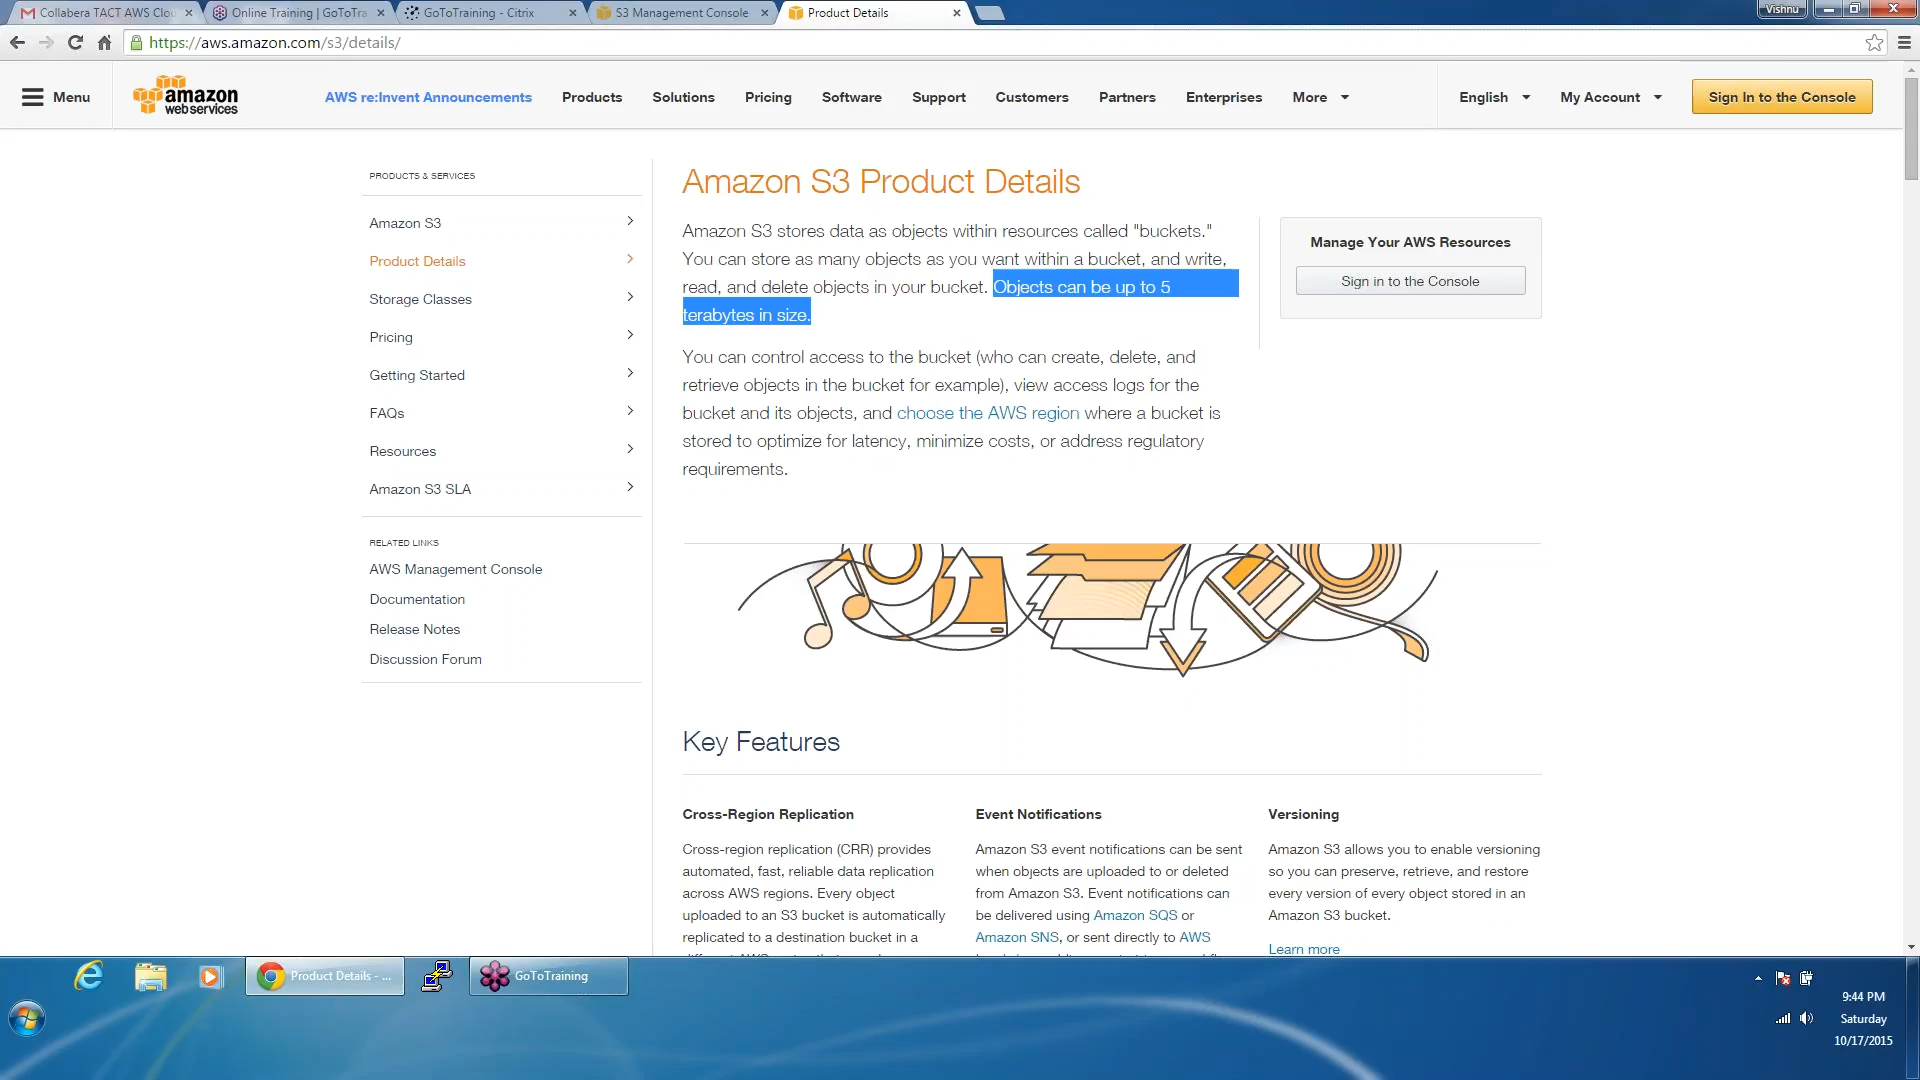 Collabera TACT AWS Clou
Online Training | GoToTra
GoToTraining - Citrix
S3 Management Console
Product Details
Vishnu
https://aws.amazon.com/s3/details/
Menu
amazon
webservices
AWS re:Invent Announcements
Products
Solutions
Pricing
Software
Support
Customers
Partners
Enterprises
More
English
My Account
Sign In to the Console
PRODUCTS & SERVICES
Amazon S3
Product Details
Storage Classes
Pricing
Getting Started
FAQs
Resources
Amazon S3 SLA
RELATED LINKS
AWS Management Console
Documentation
Release Notes
Discussion Forum
Amazon S3 Product Details
Amazon S3 stores data as objects within resources called "buckets."
You can store as many objects as you want within a bucket, and write,
read, and delete objects in your bucket. Objects can be up to 5
terabytes in size.
You can control access to the bucket (who can create, delete, and
retrieve objects in the bucket for example), view access logs for the
bucket and its objects, and choose the AWS region where a bucket is
stored to optimize for latency, minimize costs, or address regulatory
requirements.
Manage Your AWS Resources
Sign in to the Console
Key Features
Cross-Region Replication
Cross-region replication (CRR) provides
automated, fast, reliable data replication
across AWS regions. Every object
uploaded to an S3 bucket is automatically
replicated to a destination bucket in a
Event Notifications
Amazon S3 event notifications can be sent
when objects are uploaded to or deleted
from Amazon S3. Event notifications can
be delivered using Amazon SQS or
Amazon SNS, or sent directly to AWS
Versioning
Amazon S3 allows you to enable versioning
so you can preserve, retrieve, and restore
every version of every object stored in an
Amazon S3 bucket.
Learn more
Product Details - ...
GoToTraining
9:44 PM
Saturday
10/17/2015